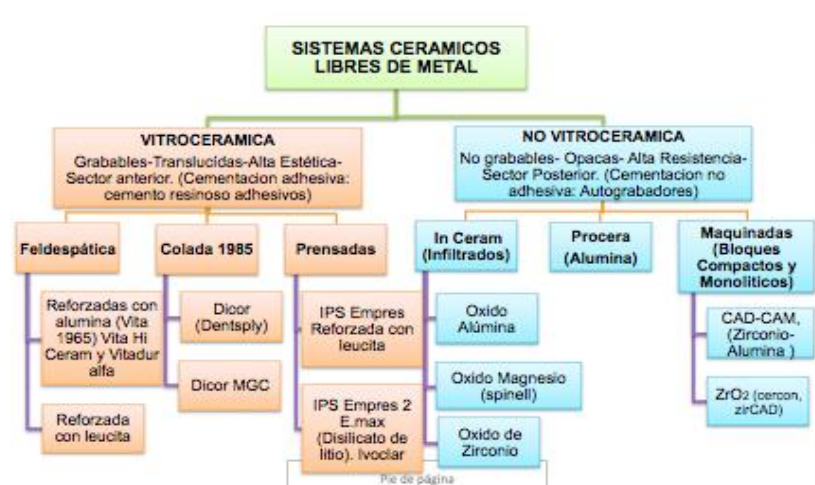 SISTEMAS CERAMICOS
LIBRES DE METAL
VITROCERAMICA
Grabables-Translucídas-Alta Estética-
Sector anterior. (Cementacion adhesiva:
cemento resinoso adhesivos)
NO VITROCERAMICA
No grabables- Opacas- Alta Resistencia-
Sector Posterior. (Cementacion no
adhesiva: Autograbadores)
Feldespática
Reforzadas con
alumina (Vita
1965) Vita Hi
Ceram y Vitadur
alfa
Reforzada
con leucita
Colada 1985
Dicor
(Dentsply)
Dicor MGC
Prensadas
IPS Empres
Reforzada con
leucita
IPS Empres 2
E.max
(Disilicato de
litio). Ivoclar
In Ceram
(Infiltrados)
Oxido
Alúmina
Oxido Magnesio
(spinell)
Oxido de
Zirconio
Procera
(Alumina)
Maquinadas
(Bloques
Compactos y
Monoliticos)
CAD-CAM,
(Zirconio-
Alumina )
ZrO2 (cercon,
zirCAD)
Pie de página